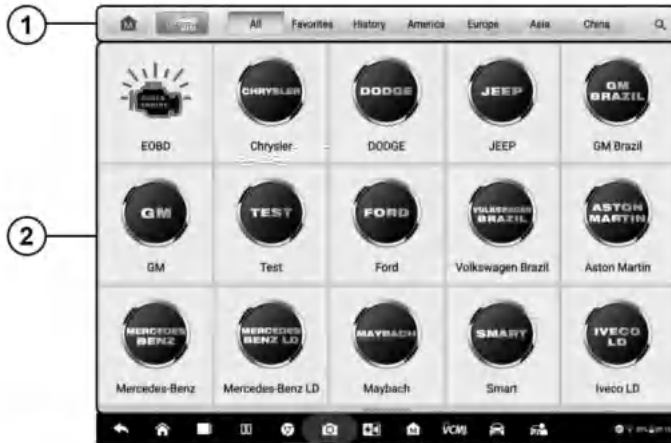 1
All Favorites History America Europe Asia China
2
CHECK ENGINE CHRYSLER DODGE JEEP GM BRAZIL
EOBD Chrysler DODGE JEEP GM Brazil
GM TEST FORD VOLKSWAGEN BRAZIL ASTON MARTIN
GM Test Ford Volkswagen Brazil Aston Martin
MERCEDES BENZ MERCEDES BENZ LD MAYBACH SMART IVECO LD
Mercedes-Benz Mercedes-Benz LD Maybach Smart Iveco LD
VCMI